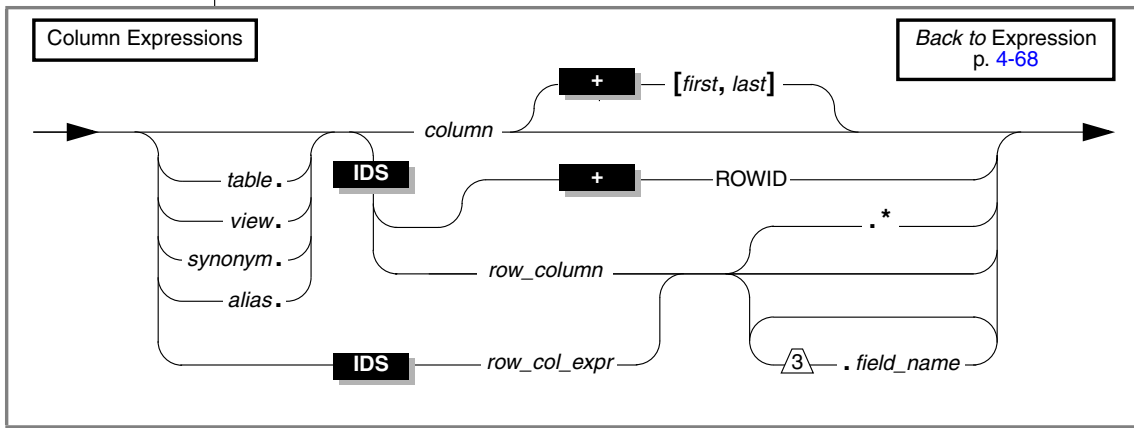 Column Expressions
Back to Expression
p. 4-68
+ [first, last]
column
table.
IDS
+ ROWID
view.
.*
synonym.
row_column
alias.
IDS row_col_expr
3 .field_name